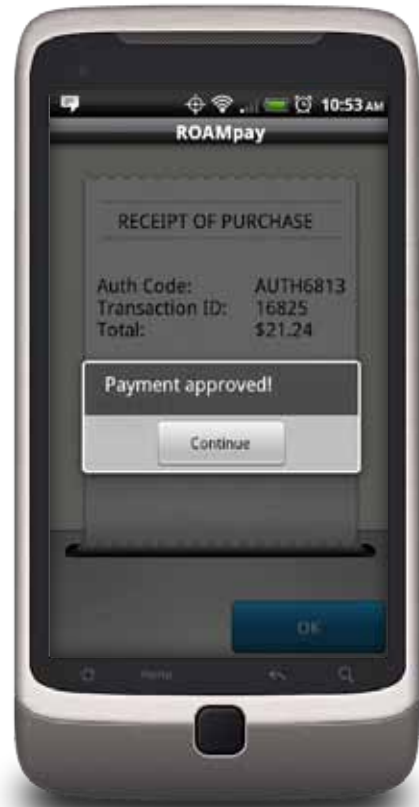 10:53 AM
ROAMpay
RECEIPT OF PURCHASE
Auth Code: AUTH6813
Transaction ID: 16825
Total: $21.24
Payment approved!
Continue
OK
menu